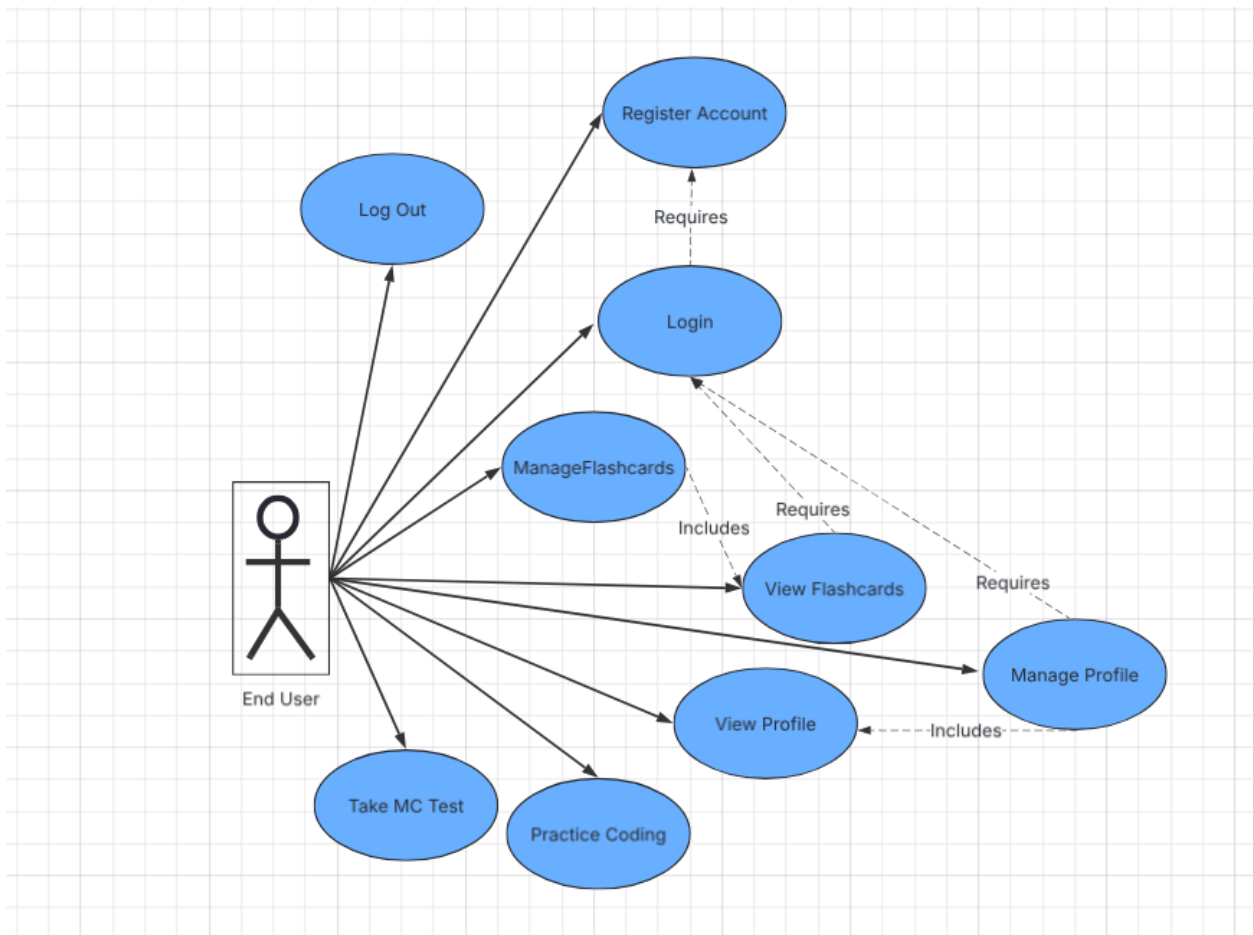 Register Account
Log Out
Requires
Login
ManageFlashcards
Requires
Includes
Requires
View Flashcards
Manage Profile
End User
View Profile
Includes
Take MC Test
Practice Coding